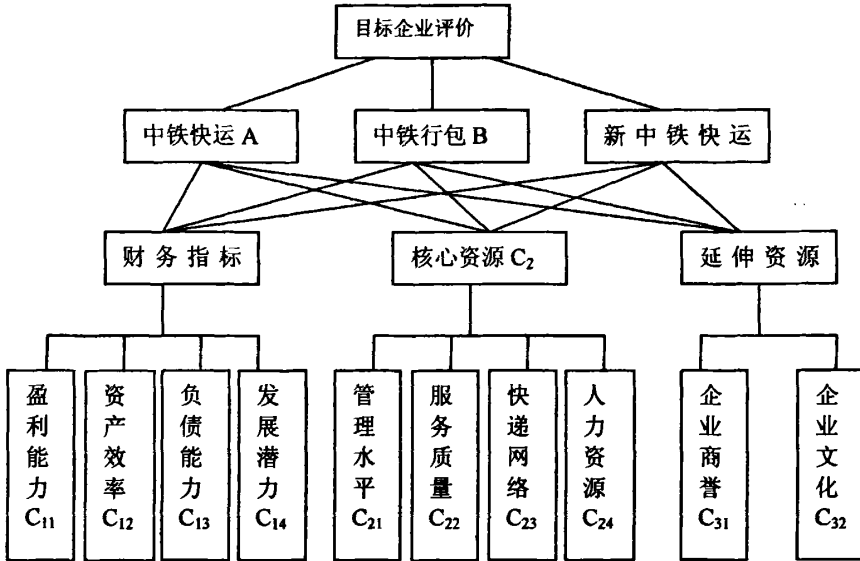 目标企业评价
中铁快运 A
中铁行包 B
新中铁快运
财务指标
核心资源 C₂
延伸资源
盈利能力 C₁₁
资产效率 C₁₂
负债能力 C₁₃
发展潜力 C₁₄
管理水平 C₂₁
服务质量 C₂₂
快递网络 C₂₃
人力资源 C₂₄
企业商誉 C₃₁
企业文化 C₃₂